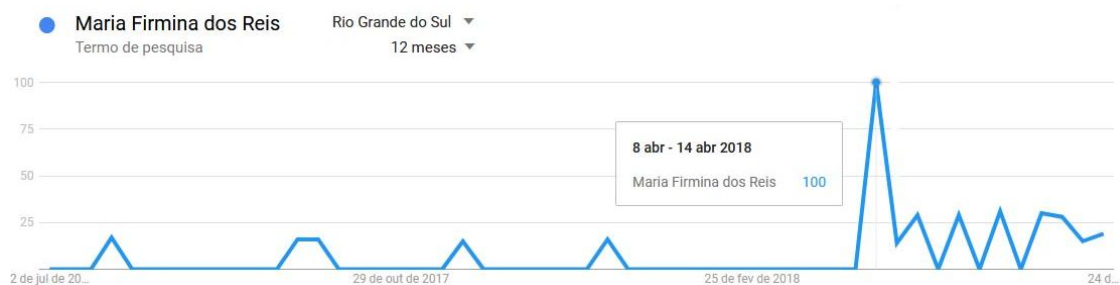 Maria Firmina dos Reis Rio Grande do Sul
Termo de pesquisa 12 meses
100
75
50
25
8 abr - 14 abr 2018
Maria Firmina dos Reis 100
2 de jul de 20... 29 de out de 2017 25 de fev de 2018 24 d...